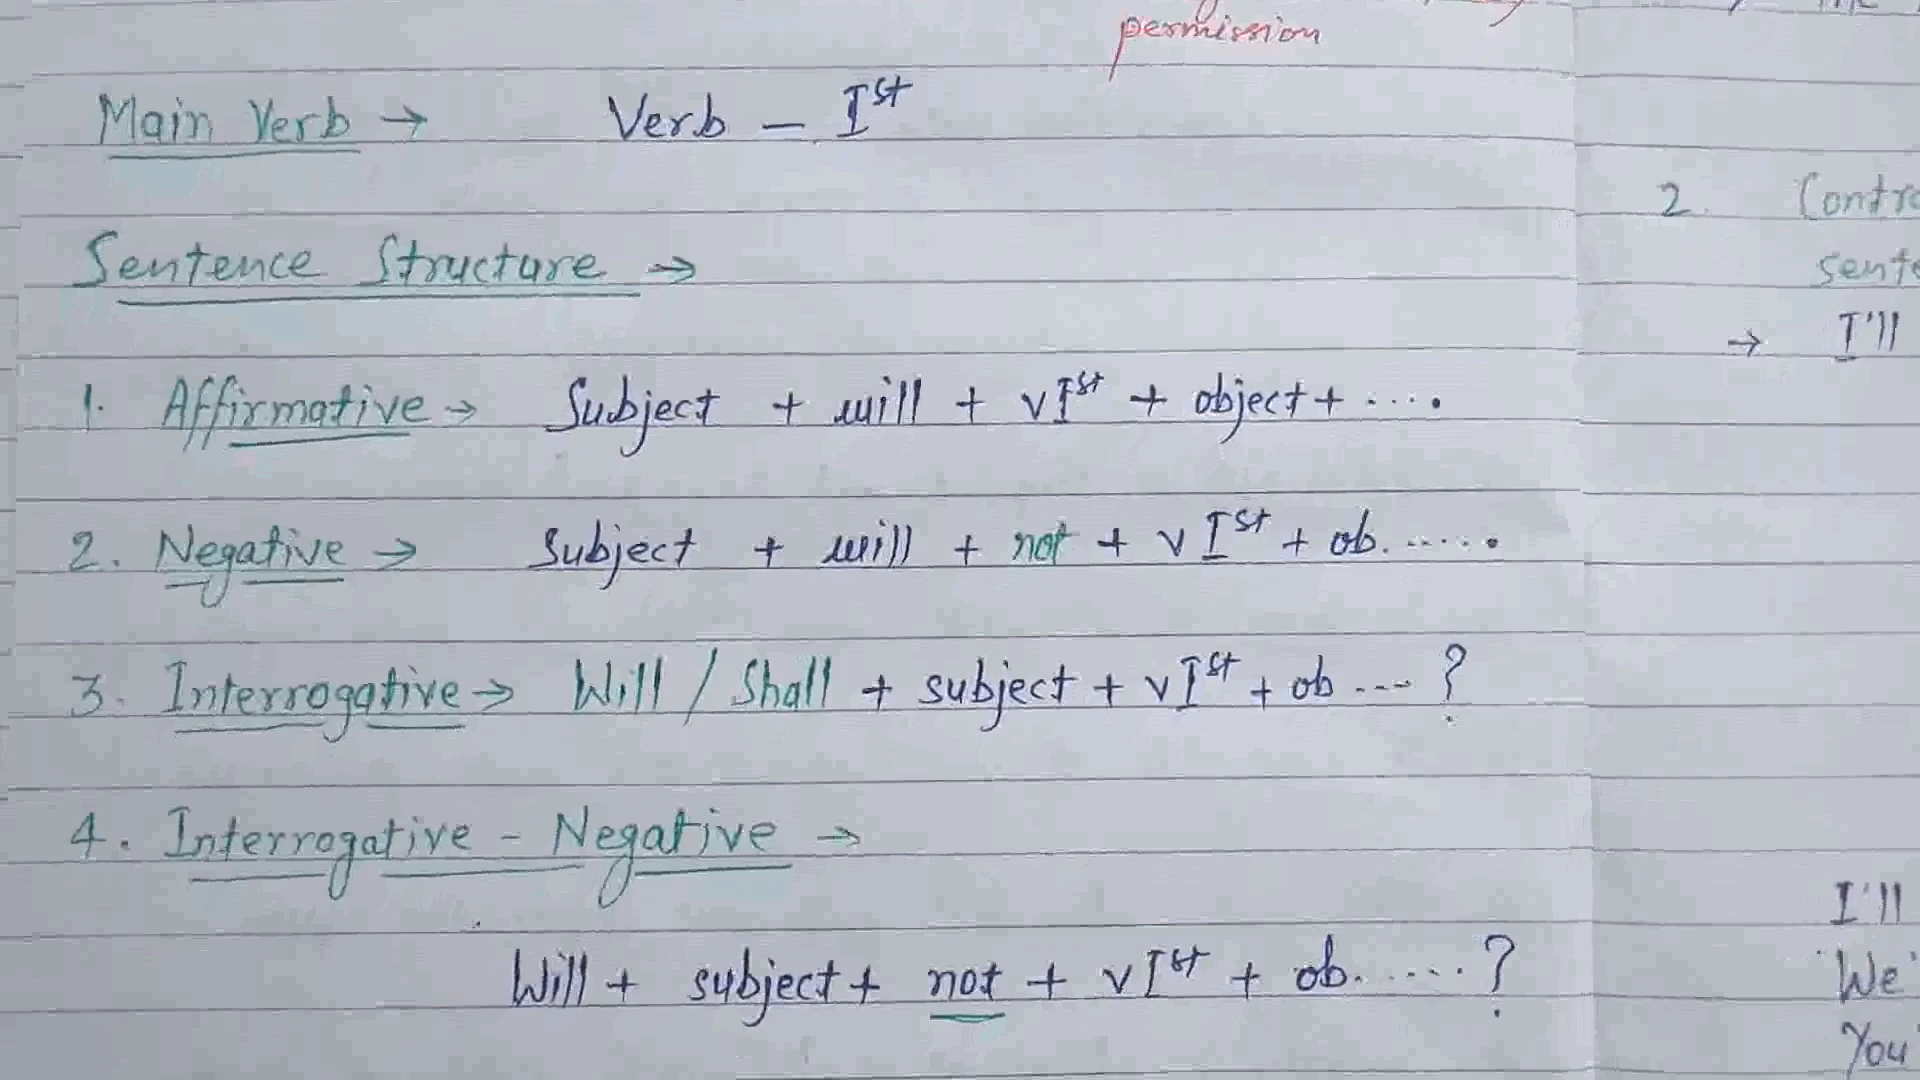 permission
Main Verb → Verb - Ist
Sentence Structure →
1. Affirmative → Subject + will + vIst + object + ....
2. Negative → Subject + will + not + vIst + ob. .....
3. Interrogative → Will / Shall + subject + vIst + ob ---- ?
4. Interrogative - Negative →
Will + subject + not + vIst + ob. ..... ?
2.
→ I'll
I'll
We'
You'